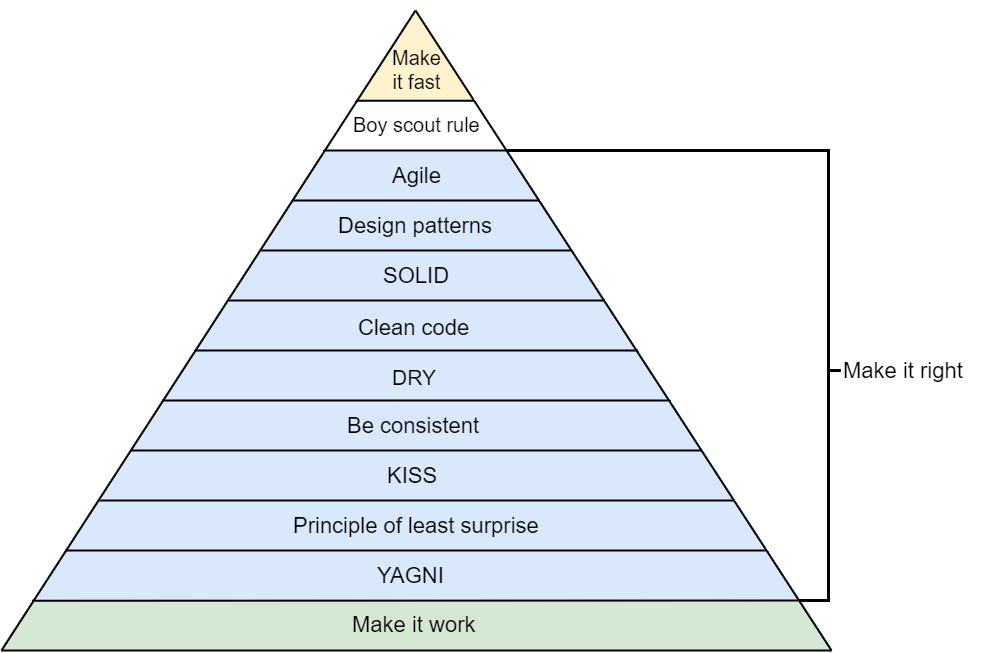 Make
it fast
Boy scout rule
Agile
Design patterns
SOLID
Clean code
DRY
Be consistent
KISS
Principle of least surprise
YAGNI
Make it work
Make it right